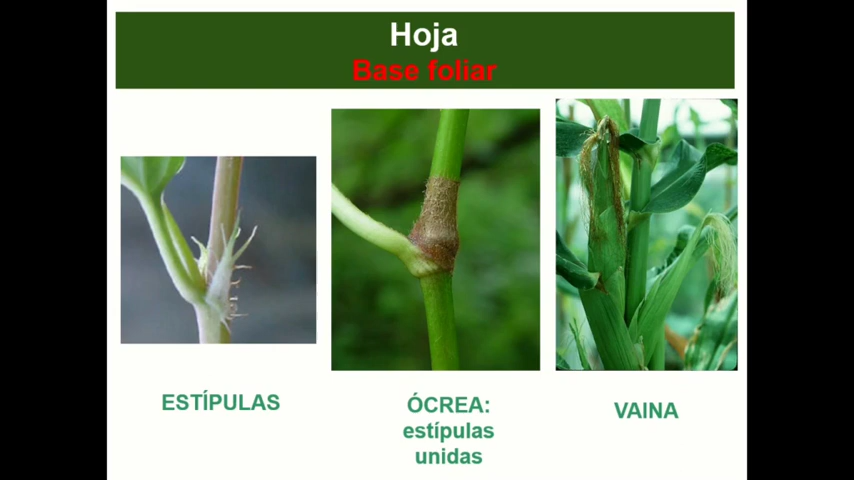 Hoja
Base foliar
ESTÍPULAS
ÓCREA:
estípulas
unidas
VAINA